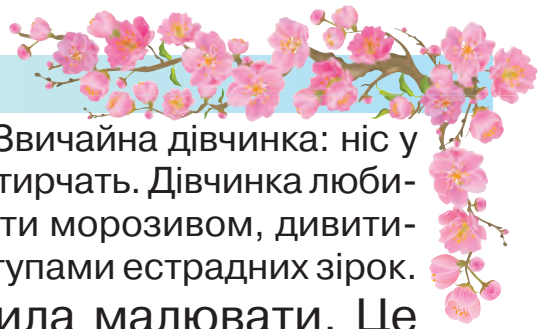 Звичайна дівчинка: ніс у
тирчать. Дівчинка люби-
ти морозивом, дивити-
тупами естрадних зірок.
ила малювати. Це